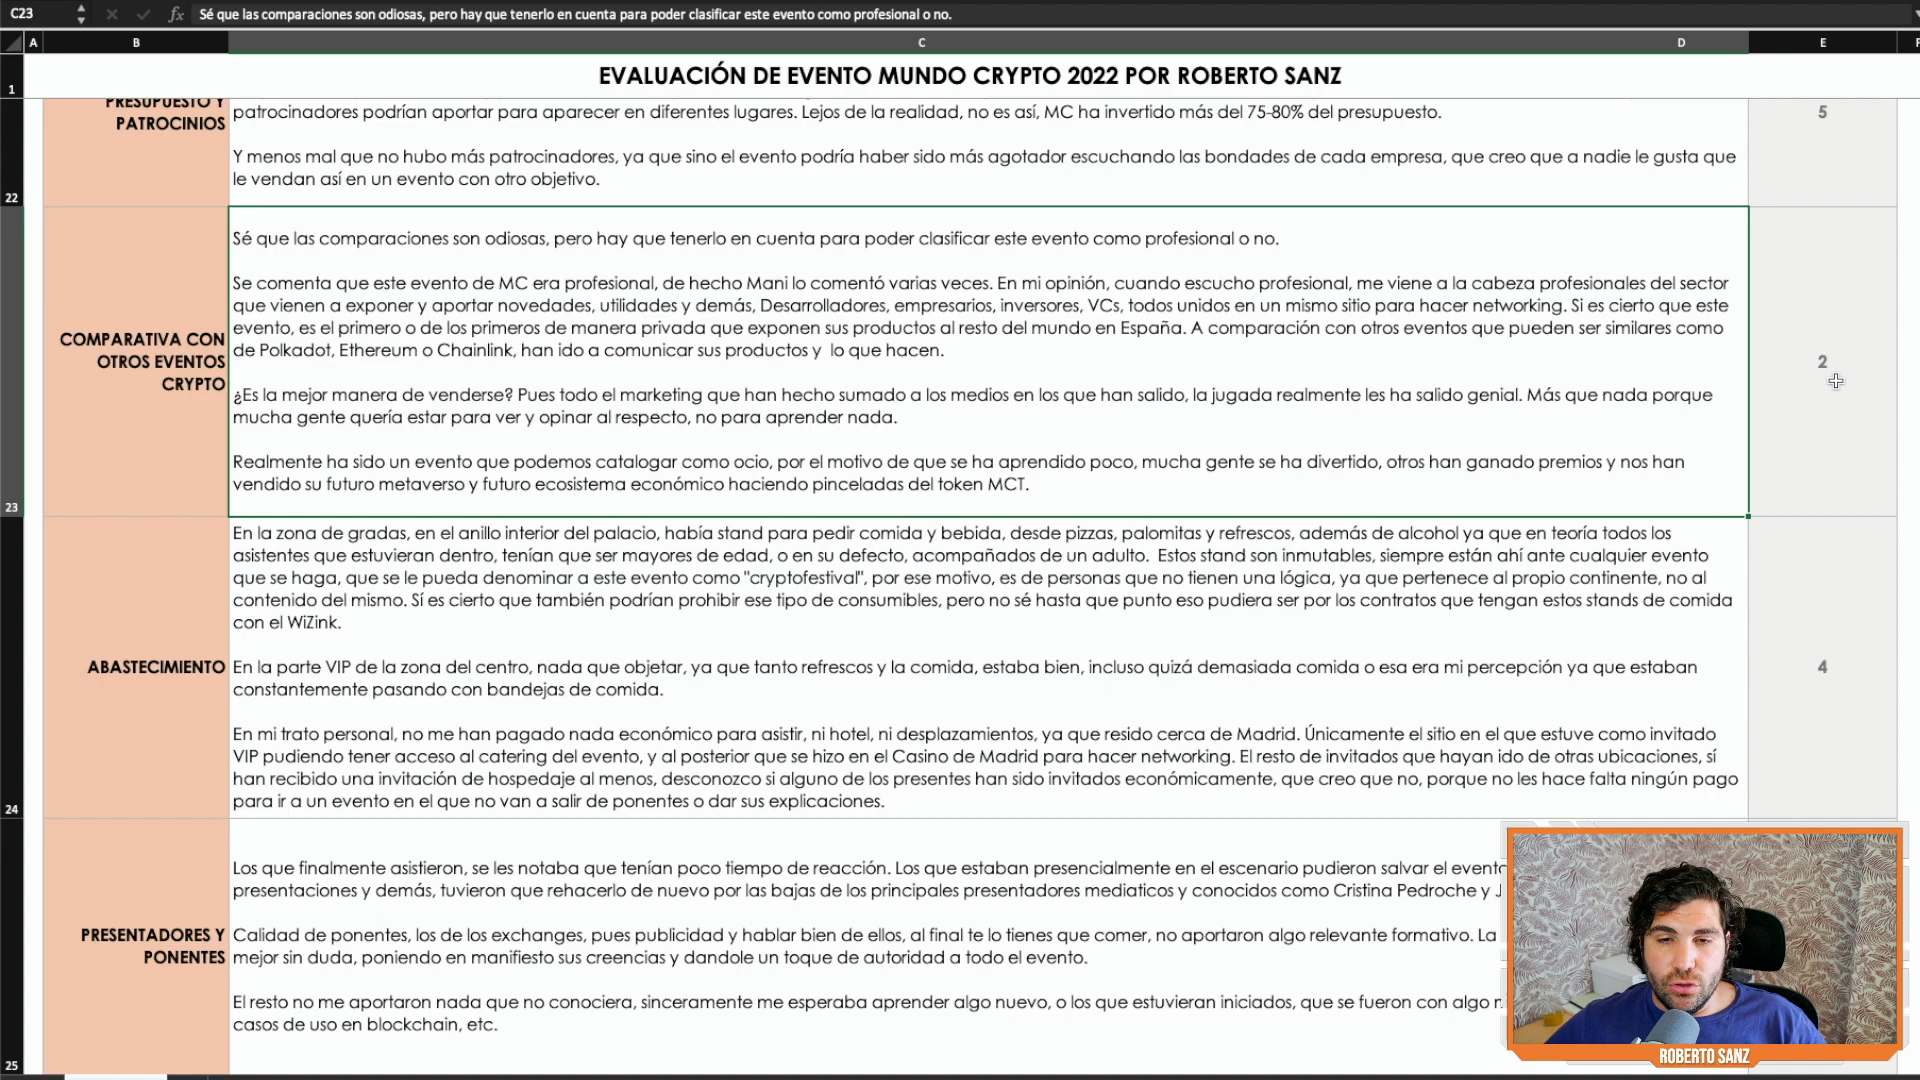 C23
fx Sé que las comparaciones son odiosas, pero hay que tenerlo en cuenta para poder clasificar este evento como profesional o no.
A B C D E
1 EVALUACIÓN DE EVENTO MUNDO CRYPTO 2022 POR ROBERTO SANZ
PRESUPUESTO Y
PATROCINIOS
patrocinadores podrían aportar para aparecer en diferentes lugares. Lejos de la realidad, no es así, MC ha invertido más del 75-80% del presupuesto.
5
Y menos mal que no hubo más patrocinadores, ya que sino el evento podría haber sido más agotador escuchando las bondades de cada empresa, que creo que a nadie le gusta que
le vendan así en un evento con otro objetivo.
22
COMPARATIVA CON
OTROS EVENTOS
CRYPTO
Sé que las comparaciones son odiosas, pero hay que tenerlo en cuenta para poder clasificar este evento como profesional o no.
Se comenta que este evento de MC era profesional, de hecho Mani lo comentó varias veces. En mi opinión, cuando escucho profesional, me viene a la cabeza profesionales del sector
que vienen a exponer y aportar novedades, utilidades y demás, Desarrolladores, empresarios, inversores, VCs, todos unidos en un mismo sitio para hacer networking. Si es cierto que este
evento, es el primero o de los primeros de manera privada que exponen sus productos al resto del mundo en España. A comparación con otros eventos que pueden ser similares como
de Polkadot, Ethereum o Chainlink, han ido a comunicar sus productos y  lo que hacen.
¿Es la mejor manera de venderse? Pues todo el marketing que han hecho sumado a los medios en los que han salido, la jugada realmente les ha salido genial. Más que nada porque
mucha gente quería estar para ver y opinar al respecto, no para aprender nada.
Realmente ha sido un evento que podemos catalogar como ocio, por el motivo de que se ha aprendido poco, mucha gente se ha divertido, otros han ganado premios y nos han
vendido su futuro metaverso y futuro ecosistema económico haciendo pinceladas del token MCT.
2
23
ABASTECIMIENTO
En la zona de gradas, en el anillo interior del palacio, había stand para pedir comida y bebida, desde pizzas, palomitas y refrescos, además de alcohol ya que en teoría todos los
asistentes que estuvieran dentro, tenían que ser mayores de edad, o en su defecto, acompañados de un adulto.  Estos stand son inmutables, siempre están ahí ante cualquier evento
que se haga, que se le pueda denominar a este evento como "cryptofestival", por ese motivo, es de personas que no tienen una lógica, ya que pertenece al propio continente, no al
contenido del mismo. Sí es cierto que también podrían prohibir ese tipo de consumibles, pero no sé hasta que punto eso pudiera ser por los contratos que tengan estos stands de comida
con el WiZink.
En la parte VIP de la zona del centro, nada que objetar, ya que tanto refrescos y la comida, estaba bien, incluso quizá demasiada comida o esa era mi percepción ya que estaban
constantemente pasando con bandejas de comida.
En mi trato personal, no me han pagado nada económico para asistir, ni hotel, ni desplazamientos, ya que resido cerca de Madrid. Únicamente el sitio en el que estuve como invitado
VIP pudiendo tener acceso al catering del evento, y al posterior que se hizo en el Casino de Madrid para hacer networking. El resto de invitados que hayan ido de otras ubicaciones, sí
han recibido una invitación de hospedaje al menos, desconozco si alguno de los presentes han sido invitados económicamente, que creo que no, porque no les hace falta ningún pago
para ir a un evento en el que no van a salir de ponentes o dar sus explicaciones.
4
24
PRESENTADORES Y
PONENTES
Los que finalmente asistieron, se les notaba que tenían poco tiempo de reacción. Los que estaban presencialmente en el escenario pudieron salvar el evento
presentaciones y demás, tuvieron que rehacerlo de nuevo por las bajas de los principales presentadores mediaticos y conocidos como Cristina Pedroche y J
Calidad de ponentes, los de los exchanges, pues publicidad y hablar bien de ellos, al final te lo tienes que comer, no aportaron algo relevante formativo. La
mejor sin duda, poniendo en manifiesto sus creencias y dandole un toque de autoridad a todo el evento.
El resto no me aportaron nada que no conociera, sinceramente me esperaba aprender algo nuevo, o los que estuvieran iniciados, que se fueron con algo
casos de uso en blockchain, etc.
25
ROBERTO SANZ